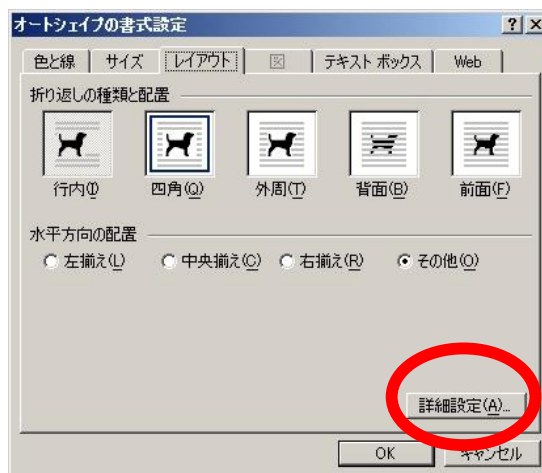 オートシェイプの書式設定
色と線 サイズ レイアウト 図 テキスト ボックス Web
折り返しの種類と配置
行内(I) 四角(Q) 外周(T) 背面(B) 前面(F)
水平方向の配置
左揃え(L) 中央揃え(C) 右揃え(R) その他(O)
詳細設定(A)...
OK キャンセル